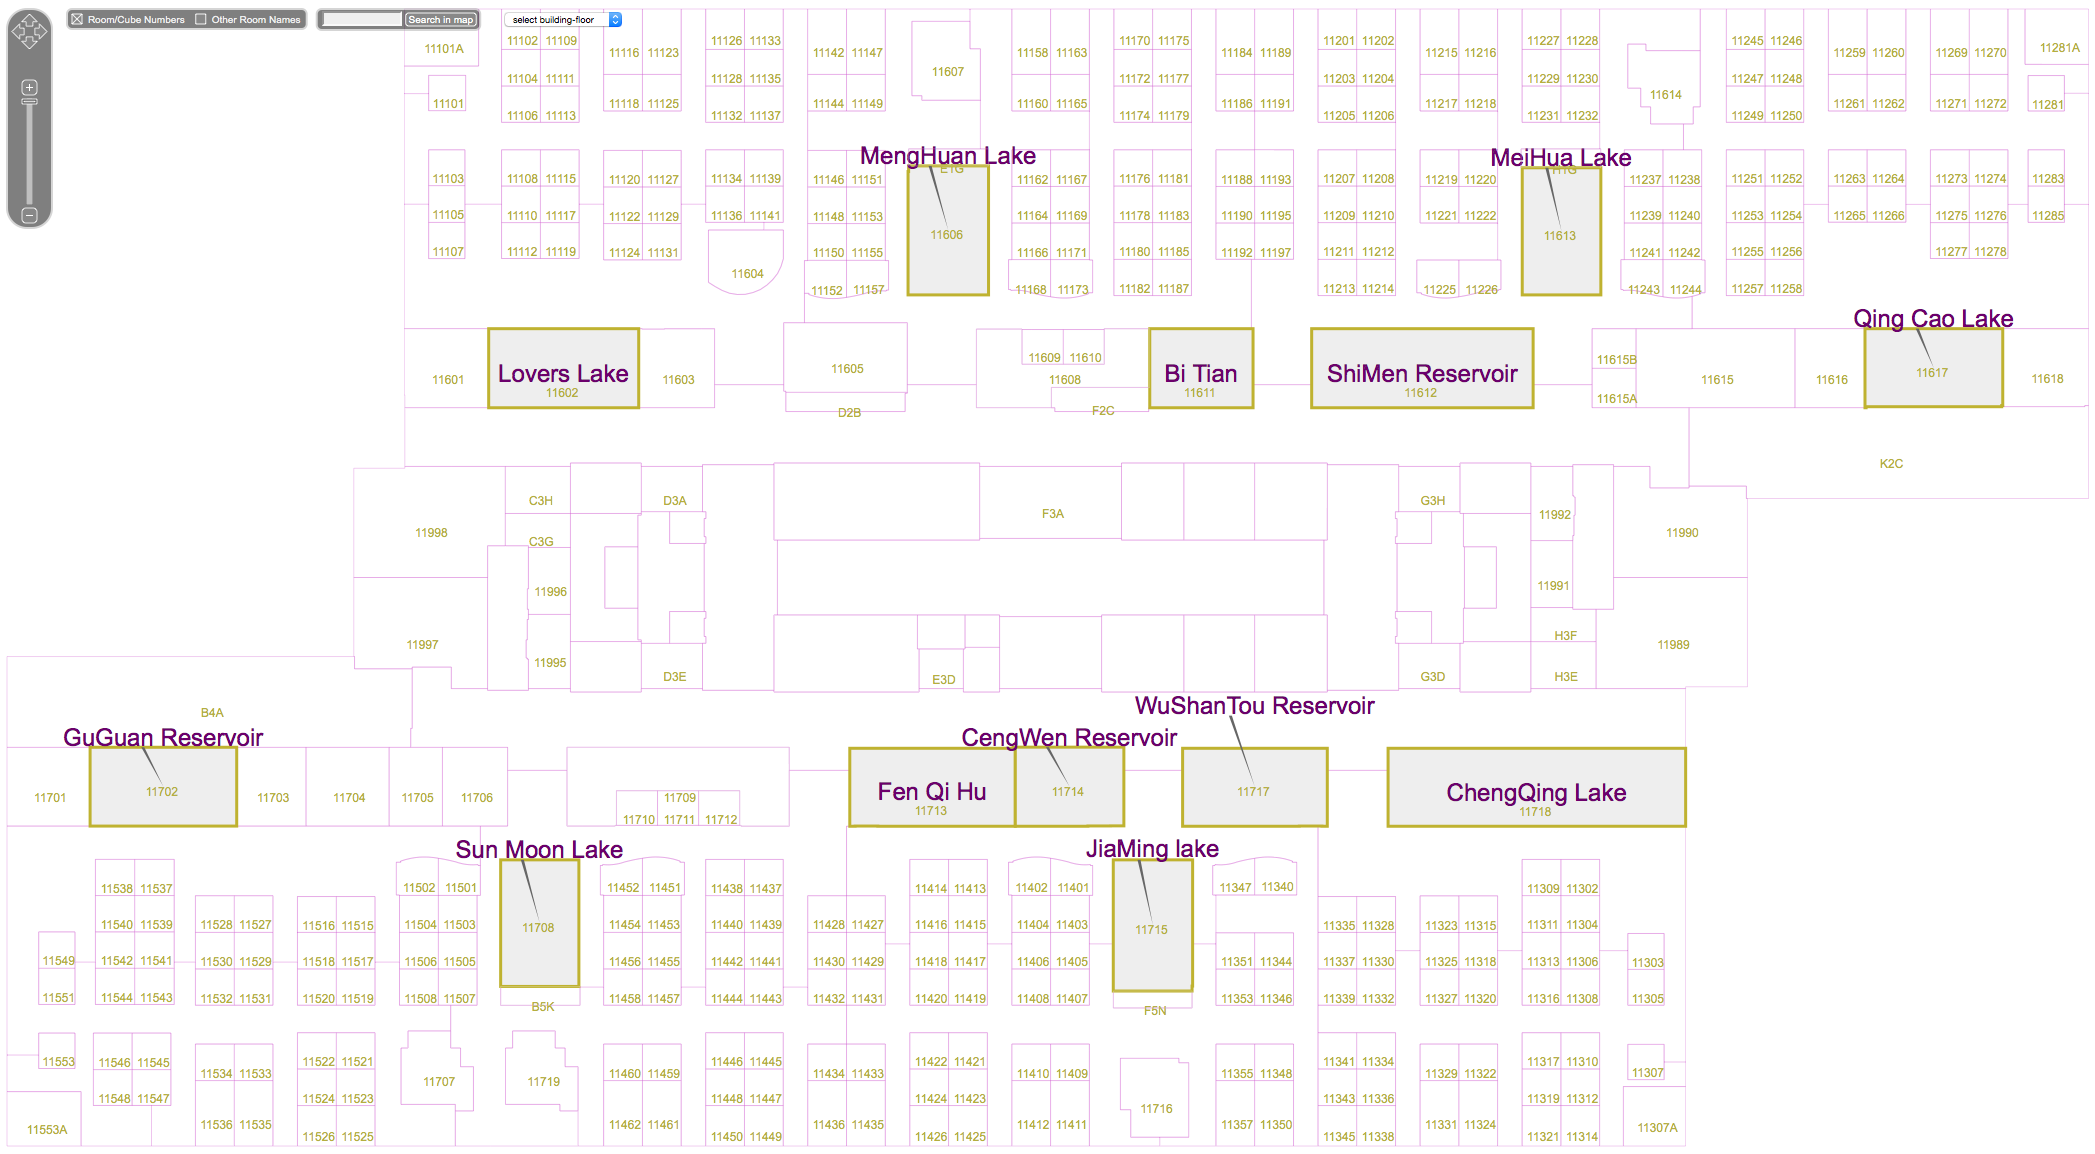 Room/Cube Numbers Other Room Names Search in map select building-floor
11101A 11102 11109 11116 11123 11126 11133 11142 11147 11607 11158 11163 11170 11175 11184 11189 11201 11202 11215 11216 11227 11228 11614 11245 11246 11259 11260 11269 11270 11281A
11101 11104 11111 11128 11135 11172 11177 11203 11204 11229 11230 11247 11248 11281
11106 11113 11118 11125 11132 11137 11144 11149 11160 11165 11174 11179 11186 11191 11205 11206 11217 11218 11231 11232 11249 11250 11261 11262 11271 11272
MengHuan Lake MeiHua Lake
E1G H1G
11103 11108 11115 11120 11127 11134 11139 11146 11151 11162 11167 11176 11181 11188 11193 11207 11208 11219 11220 11237 11238 11251 11252 11263 11264 11273 11274 11283
11105 11110 11117 11122 11129 11136 11141 11148 11153 11164 11169 11178 11183 11190 11195 11209 11210 11221 11222 11239 11240 11253 11254 11265 11266 11275 11276 11285
11606 11613
11107 11112 11119 11124 11131 11150 11155 11166 11171 11180 11185 11192 11197 11211 11212 11241 11242 11255 11256 11277 11278
11604
11152 11157 11168 11173 11182 11187 11213 11214 11225 11226 11243 11244 11257 11258
Qing Cao Lake
11609 11610 11615B
Lovers Lake 11605 Bi Tian ShiMen Reservoir 11617
11601 11602 11603 11608 11611 11612 11615A 11615 11616 11618
D2B F2C
K2C
C3H D3A F3A G3H 11992
11998 C3G 11990
11996 11991
11997 11995 H3F 11989
D3E E3D G3D H3E
WuShanTou Reservoir
B4A
GuGuan Reservoir CengWen Reservoir
11701 11702 11703 11704 11705 11706 11709 Fen Qi Hu 11714 11717 ChengQing Lake
11710 11711 11712 11713 11718
Sun Moon Lake JiaMing lake
11538 11537 11502 11501 11452 11451 11438 11437 11414 11413 11402 11401 11347 11340 11309 11302
11540 11539 11528 11527 11516 11515 11504 11503 11708 11454 11453 11440 11439 11428 11427 11416 11415 11404 11403 11715 11335 11328 11323 11315 11311 11304
11549 11542 11541 11530 11529 11518 11517 11506 11505 11456 11455 11442 11441 11430 11429 11418 11417 11406 11405 11351 11344 11337 11330 11325 11318 11313 11306 11303
11551 11544 11543 11532 11531 11520 11519 11508 11507 11458 11457 11444 11443 11432 11431 11420 11419 11408 11407 11353 11346 11339 11332 11327 11320 11316 11308 11305
B5K F5N
11553 11546 11545 11522 11521 11446 11445 11422 11421 11341 11334 11317 11310
11534 11533 11707 11719 11460 11459 11434 11433 11410 11409 11355 11348 11329 11322 11307
11548 11547 11524 11523 11448 11447 11424 11423 11716 11343 11336 11319 11312
11553A 11536 11535 11462 11461 11436 11435 11412 11411 11357 11350 11331 11324 11307A
11526 11525 11450 11449 11426 11425 11345 11338 11321 11314